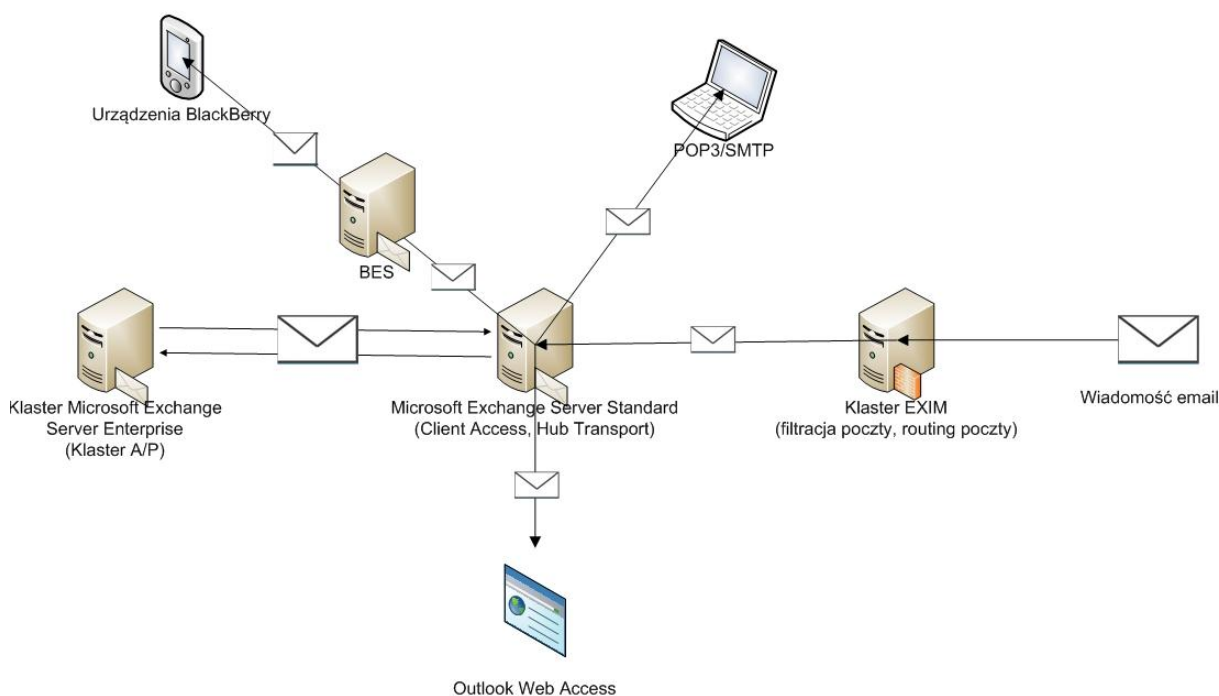 Urządzenia BlackBerry
POP3/SMTP
BES
Klaster Microsoft Exchange
Server Enterprise
(Klaster A/P)
Microsoft Exchange Server Standard
(Client Access, Hub Transport)
Klaster EXIM
(filtracja poczty, routing poczty)
Wiadomość email
Outlook Web Access